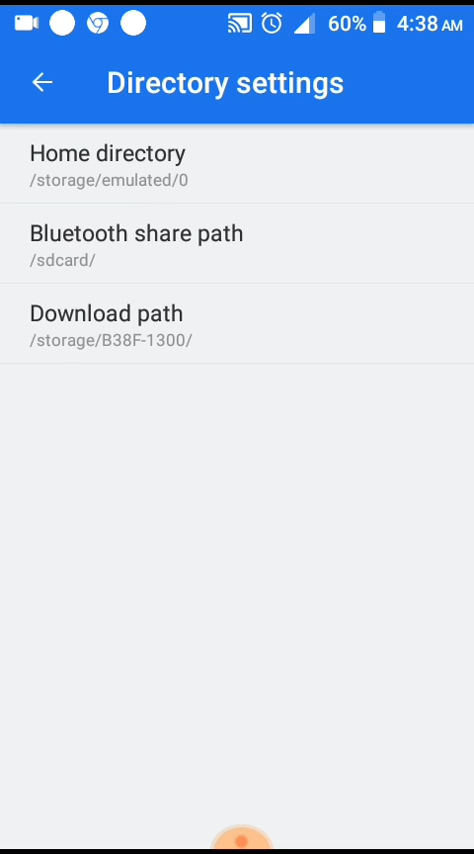 60% 4:38 AM
Directory settings
Home directory
/storage/emulated/0
Bluetooth share path
/sdcard/
Download path
/storage/B38F-1300/